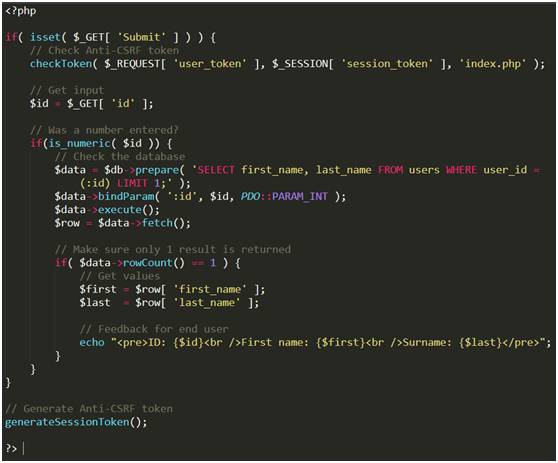 <?php
if( isset( $_GET[ 'Submit' ] ) ) {
// Check Anti-CSRF token
checkToken( $_REQUEST[ 'user_token' ], $_SESSION[ 'session_token' ], 'index.php' );
// Get input
$id = $_GET[ 'id' ];
// Was a number entered?
if(is_numeric( $id )) {
// Check the database
$data = $db->prepare( 'SELECT first_name, last_name FROM users WHERE user_id =
(:id) LIMIT 1;' );
$data->bindParam( ':id', $id, PDO::PARAM_INT );
$data->execute();
$row = $data->fetch();
// Make sure only 1 result is returned
if( $data->rowCount() == 1 ) {
// Get values
$first = $row[ 'first_name' ];
$last  = $row[ 'last_name' ];
// Feedback for end user
echo "<pre>ID: {$id}<br />First name: {$first}<br />Surname: {$last}</pre>";
}
}
}
// Generate Anti-CSRF token
generateSessionToken();
?>